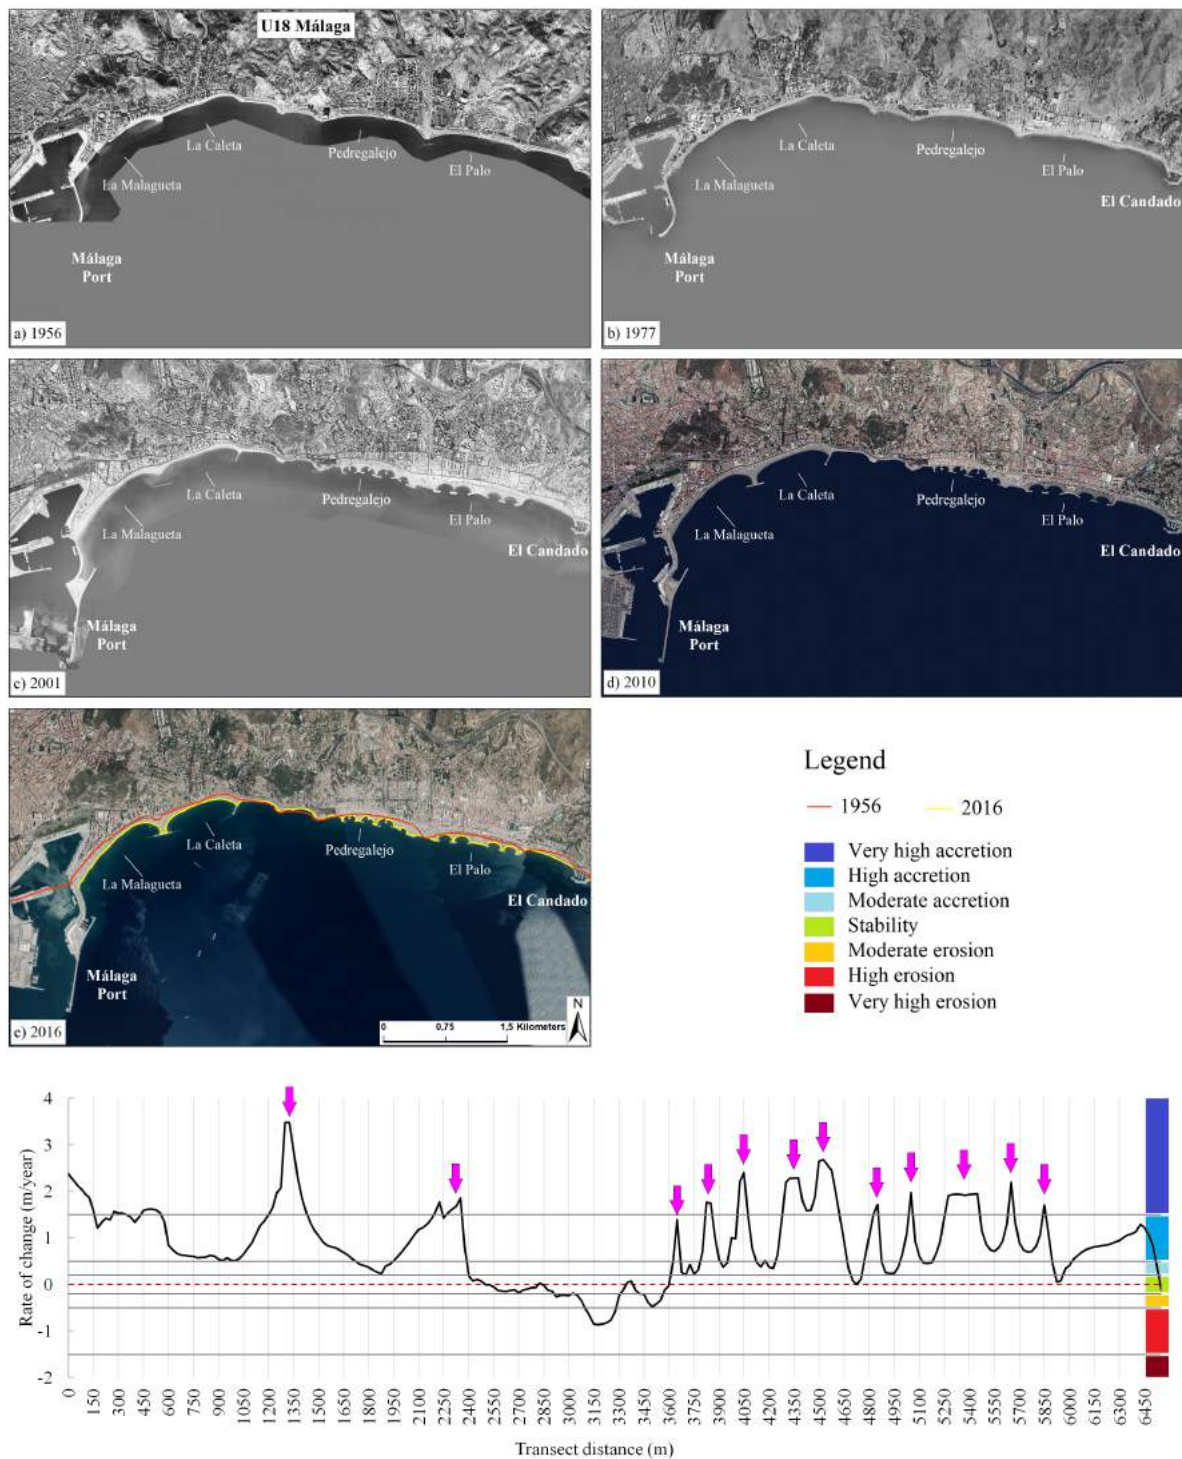 U18 Málaga
La Caleta
Pedregalejo
El Palo
La Malagueta
Málaga
Port
a) 1956
La Caleta
Pedregalejo
La Malagueta
El Palo
El Candado
Málaga
Port
b) 1977
La Caleta
Pedregalejo
El Palo
La Malagueta
El Candado
Málaga
Port
c) 2001
La Caleta
Pedregalejo
El Palo
La Malagueta
El Candado
Málaga
Port
d) 2010
La Caleta
Pedregalejo
El Palo
La Malagueta
El Candado
Málaga
Port
N
0 0,75 1,5 Kilometers
e) 2016
Legend
1956 2016
Very high accretion
High accretion
Moderate accretion
Stability
Moderate erosion
High erosion
Very high erosion
Rate of change (m/year)
4
3
2
1
0
-1
-2
0 150 300 450 600 750 900 1050 1200 1350 1500 1650 1800 1950 2100 2250 2400 2550 2700 2850 3000 3150 3300 3450 3600 3750 3900 4050 4200 4350 4500 4650 4800 4950 5100 5250 5400 5550 5700 5850 6000 6150 6300 6450
Transect distance (m)